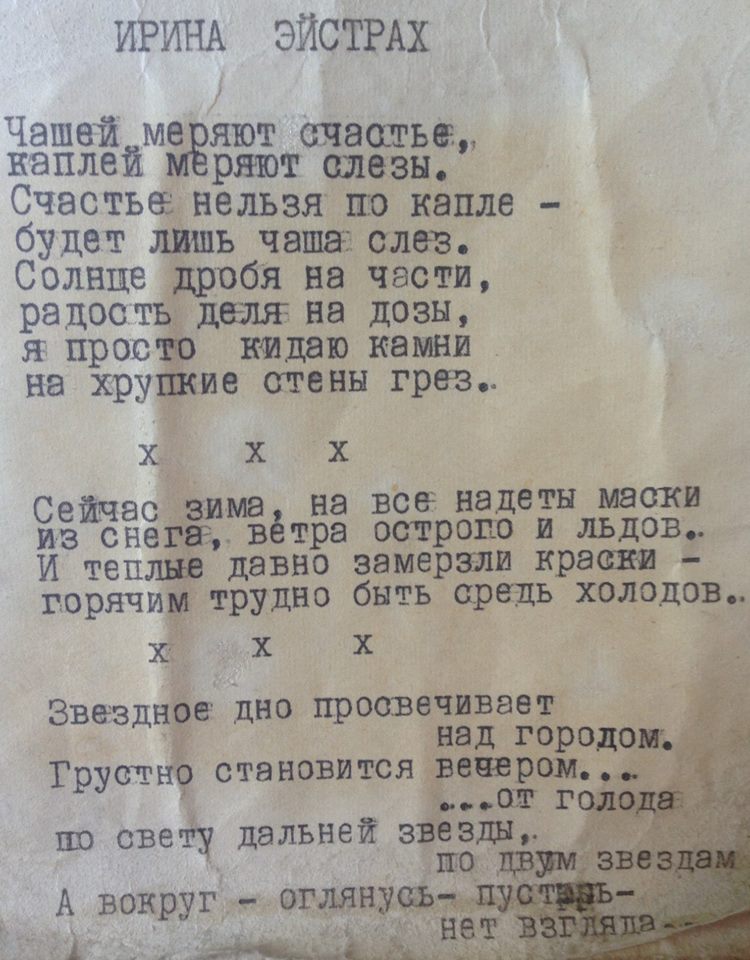 ИРИНА ЭЙСТРАХ
Чашей меряют счастье,
каплей меряют слезы.
Счастье нельзя по капле -
будет лишь чаша слез.
Солнце дробя на части,
радость деля на дозы,
я просто кидаю камни
на хрупкие стены грез..
х х х
Сейчас зима, на все надеты маски
из снега, ветра острого и льдов..
И теплые давно замерзли краски -
горячим трудно быть средь холодов..
х х х
Звездное дно просвечивает
над городом.
Грустно становится вечером...
...от голода
по свету дальней звезды,.
по двум звездам
А вокруг - оглянусь- пустырь-
нет взгляда--